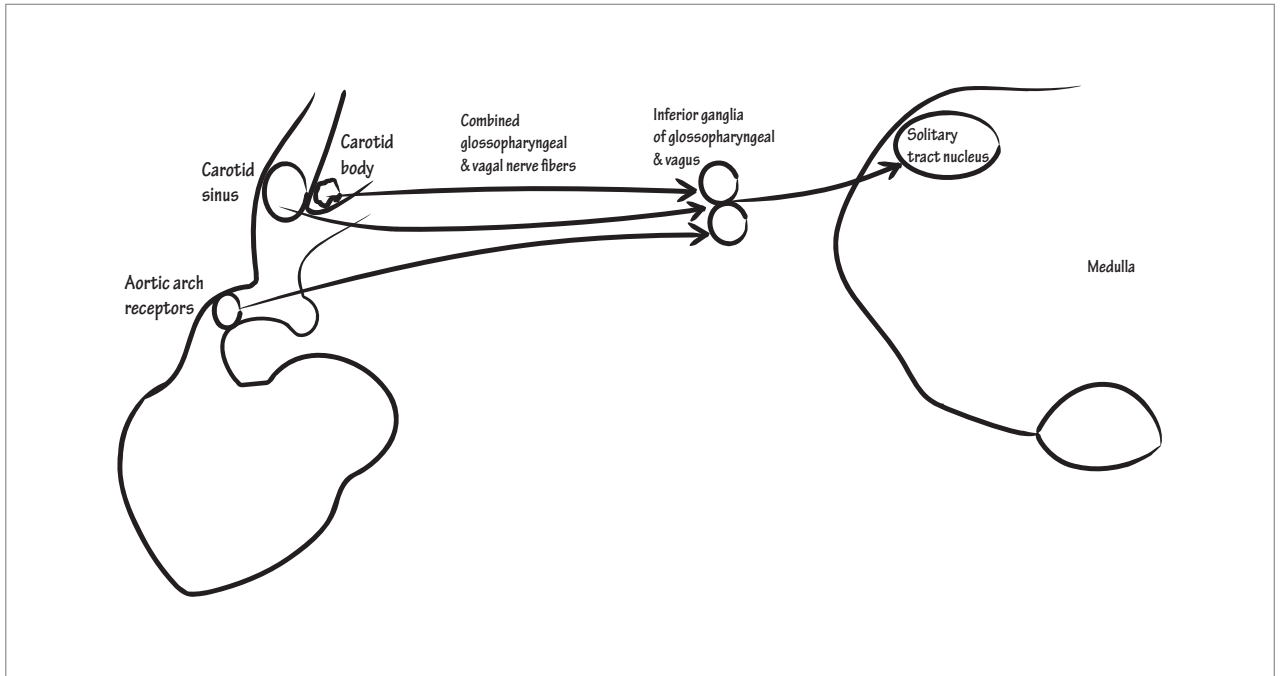 Combined
glossopharyngeal
& vagal nerve fibers
Inferior ganglia
of glossopharyngeal
& vagus
Solitary
tract nucleus
Carotid
body
Carotid
sinus
Aortic arch
receptors
Medulla